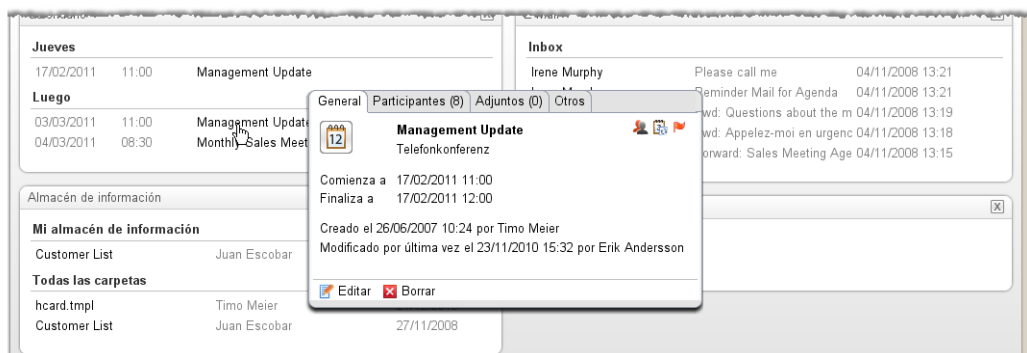 Jueves
17/02/2011 11:00 Management Update
Luego
03/03/2011 11:00 Management Update
04/03/2011 08:30 Monthly Sales Meet
Almacén de información
Mi almacén de información
Customer List Juan Escobar
Todas las carpetas
hcard.tmpl Timo Meier
Customer List Juan Escobar 27/11/2008
Inbox
Irene Murphy Please call me 04/11/2008 13:21
Reminder Mail for Agenda 04/11/2008 13:21
wd: Questions about the m 04/11/2008 13:19
wd: Appelez-moi en urgenc 04/11/2008 13:18
orward: Sales Meeting Age 04/11/2008 13:15
General Participantes (8) Adjuntos (0) Otros
12
Management Update
Telefonkonferenz
Comienza a 17/02/2011 11:00
Finaliza a 17/02/2011 12:00
Creado el 26/06/2007 10:24 por Timo Meier
Modificado por última vez el 23/11/2010 15:32 por Erik Andersson
Editar Borrar